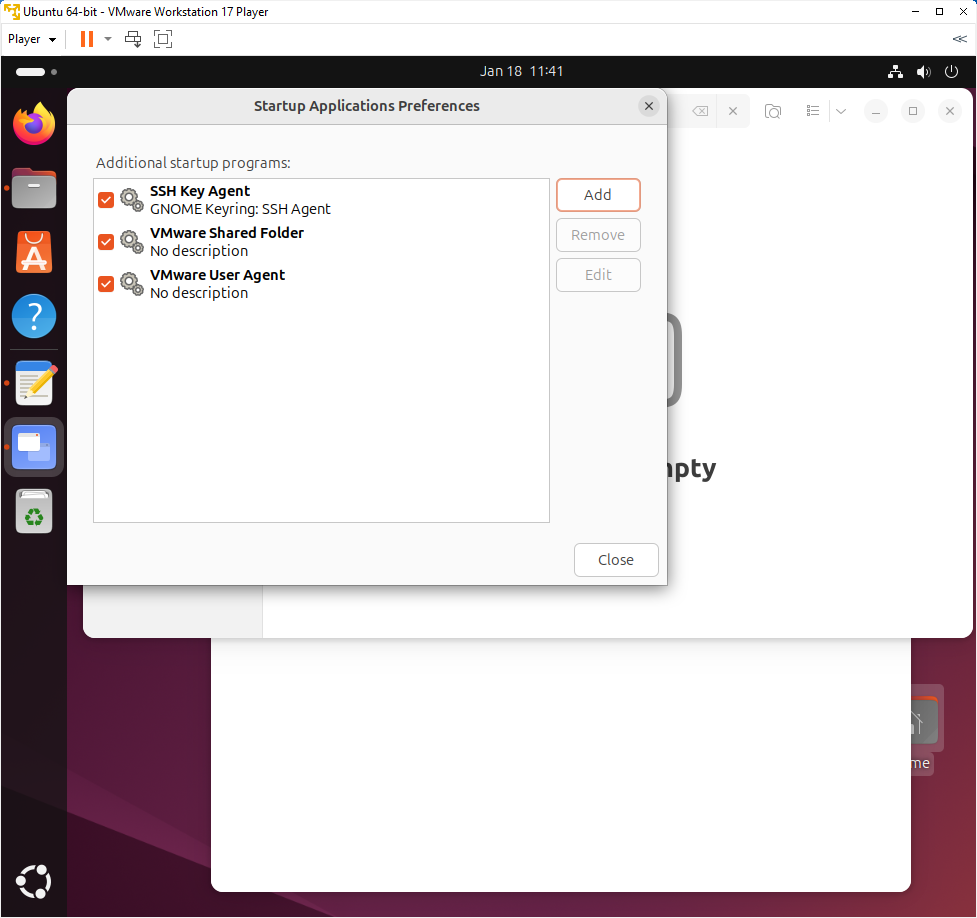 Ubuntu 64-bit - VMware Workstation 17 Player
Player
Jan 18 11:41
Startup Applications Preferences
Additional startup programs:
SSH Key Agent
GNOME Keyring: SSH Agent
VMware Shared Folder
No description
VMware User Agent
No description
Add
Remove
Edit
Close
npty
me